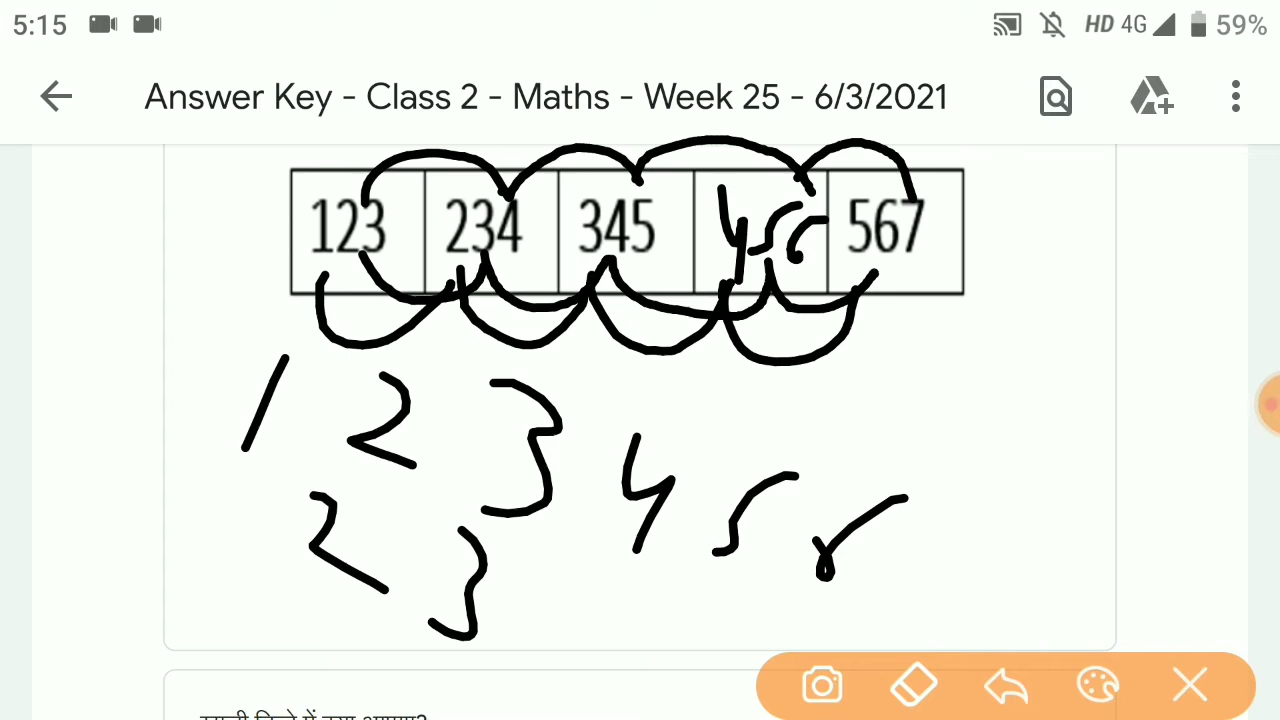 5:15 HD 4G 59%
Answer Key - Class 2 - Maths - Week 25 - 6/3/2021
123 234 345 456 567
1 2 3 4 5 6
2 3